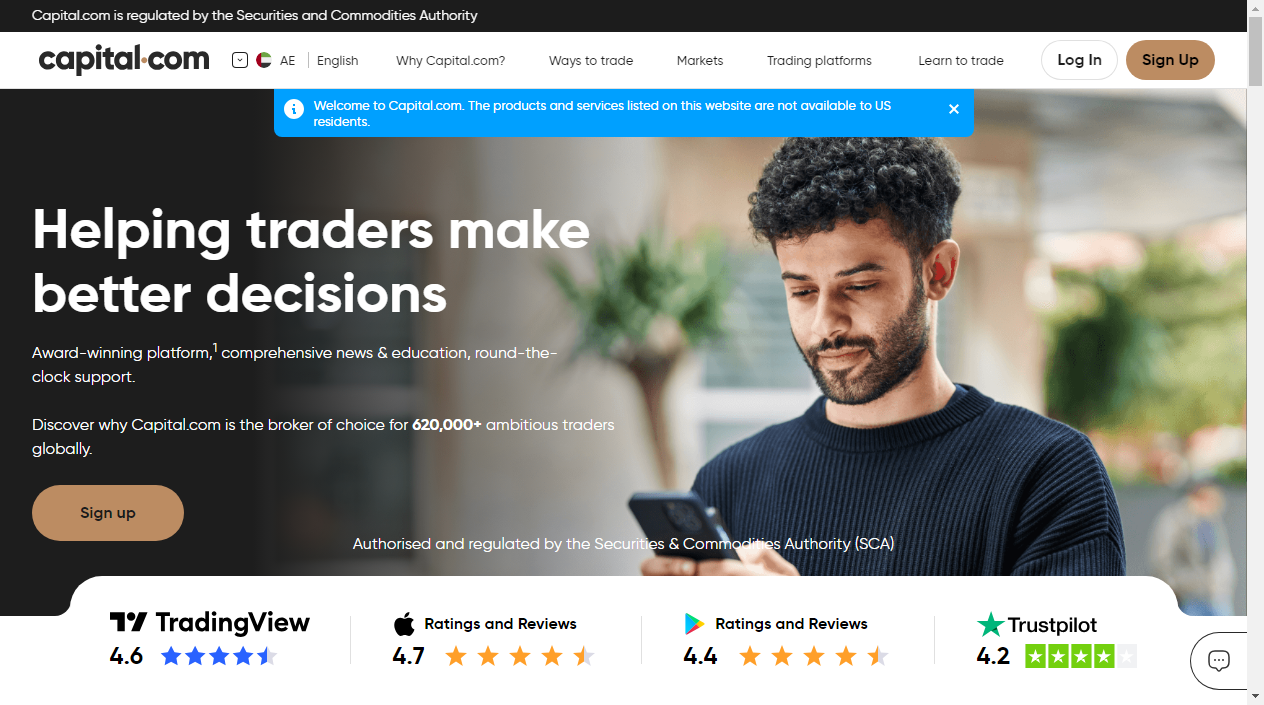 Capital.com is regulated by the Securities and Commodities Authority
capital.com AE English Why Capital.com? Ways to trade Markets Trading platforms Learn to trade Log In Sign Up
Welcome to Capital.com. The products and services listed on this website are not available to US
residents.
Helping traders make
better decisions
Award-winning platform,1 comprehensive news & education, round-the-
clock support.
Discover why Capital.com is the broker of choice for 620,000+ ambitious traders
globally.
Sign up
Authorised and regulated by the Securities & Commodities Authority (SCA)
TradingView
4.6
Ratings and Reviews
4.7
Ratings and Reviews
4.4
Trustpilot
4.2